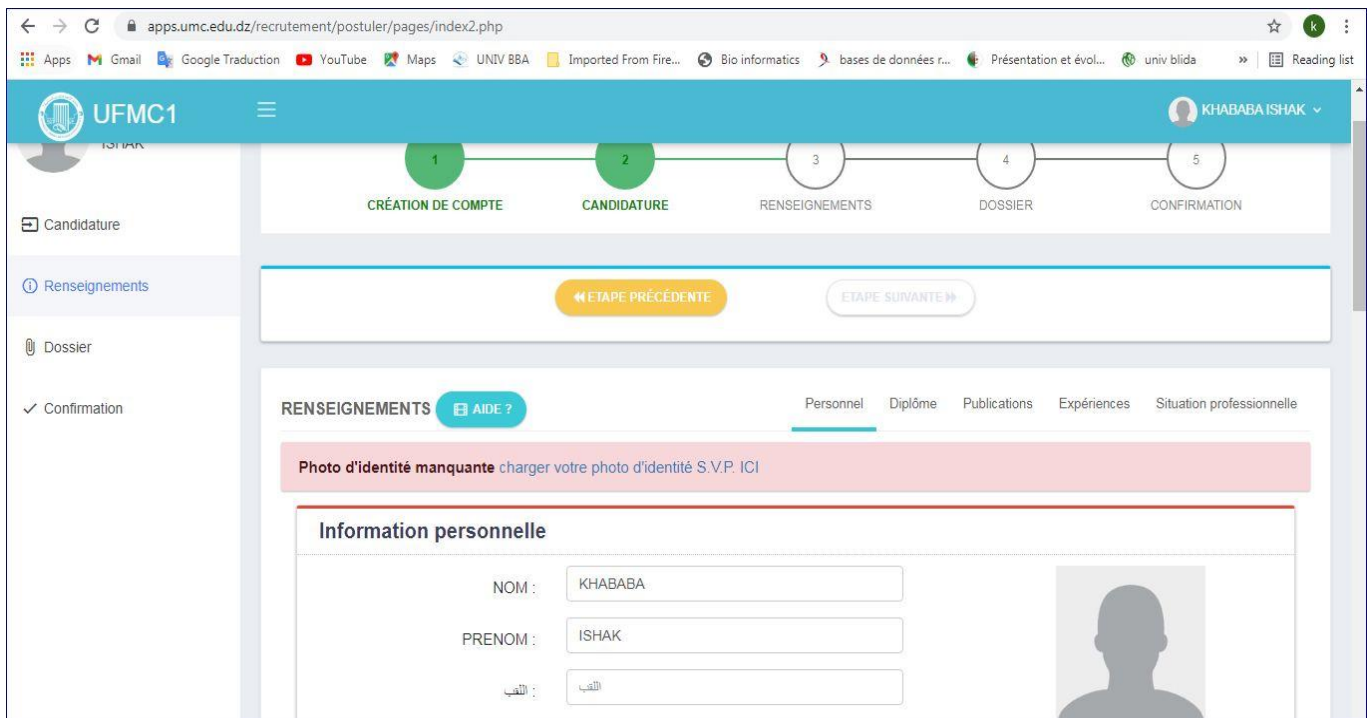 apps.umc.edu.dz/recrutement/postuler/pages/index2.php
k
Apps Gmail Google Traduction YouTube Maps UNIV BBA Imported From Fire... Bio informatics bases de données r... Présentation et évol... univ blida » Reading list
UFMC1
KHABABA ISHAK
ISHAK
1 2 3 4 5
CRÉATION DE COMPTE CANDIDATURE RENSEIGNEMENTS DOSSIER CONFIRMATION
Candidature
Renseignements
Dossier
Confirmation
ETAPE PRÉCÉDENTE ETAPE SUIVANTE
RENSEIGNEMENTS AIDE ? Personnel Diplôme Publications Expériences Situation professionnelle
Photo d'identité manquante charger votre photo d'identité S.V.P. ICI
Information personnelle
NOM : KHABABA
PRENOM : ISHAK
اللقب : اللقب